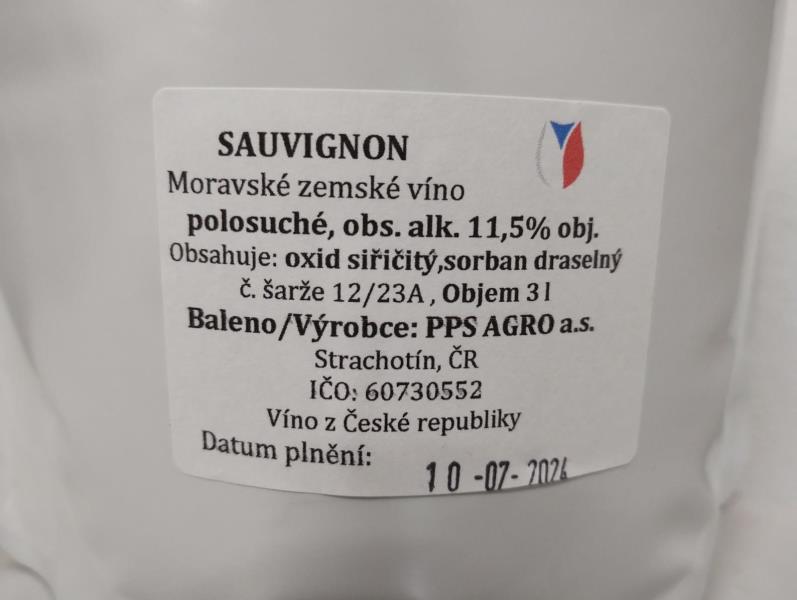 SAUVIGNON
Moravské zemské víno
polosuché, obs. alk. 11,5% obj.
Obsahuje: oxid siřičitý,sorban draselný
č. šarže 12/23A , Objem 3 l
Baleno/Výrobce: PPS AGRO a.s.
Strachotín, ČR
IČO: 60730552
Víno z České republiky
Datum plnění:
10 -07- 2024